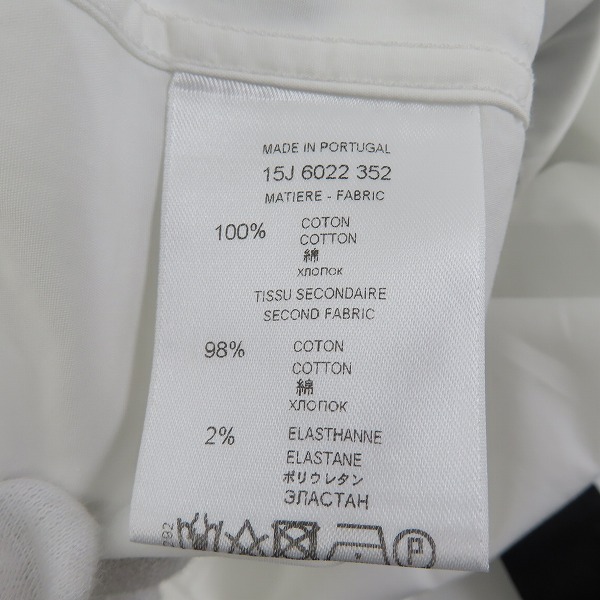 MADE IN PORTUGAL
15J 6022 352
MATIERE - FABRIC
100% COTON
COTTON
綿
ХЛОПОК
TISSU SECONDAIRE
SECOND FABRIC
98% COTON
COTTON
綿
ХЛОПОК
2% ELASTHANNE
ELASTANE
ポリウレタン
ЭЛАСТАН
P